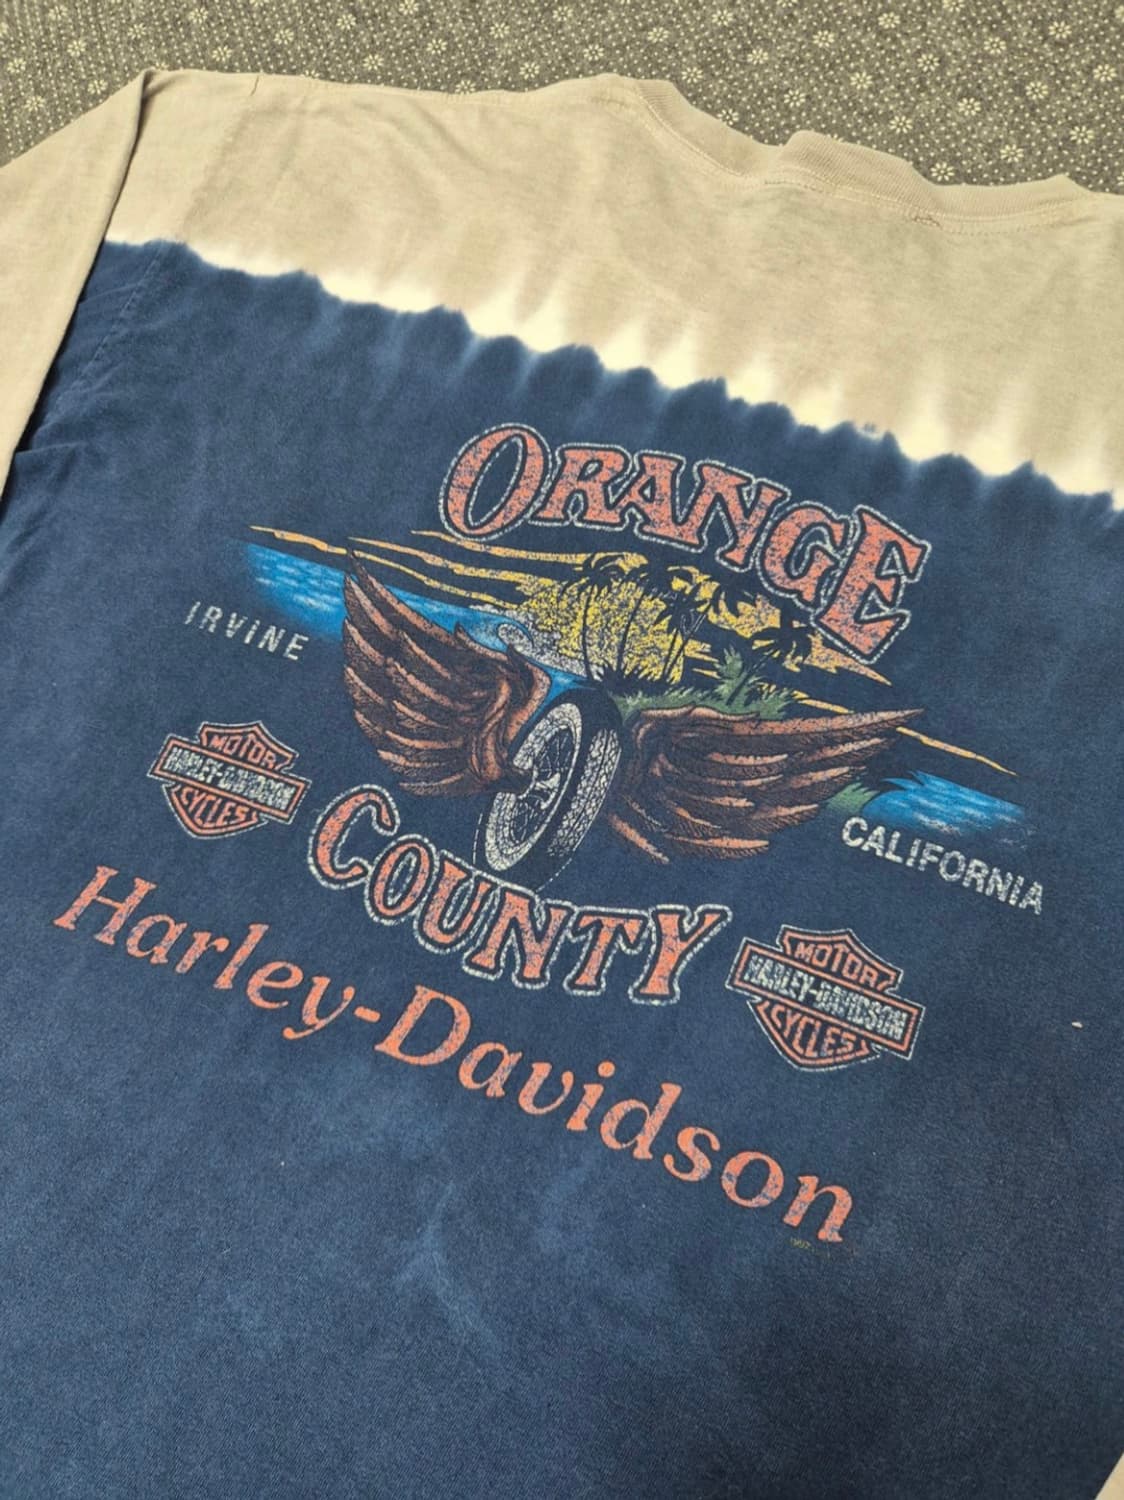 ORANGE
IRVINE
CALIFORNIA
MOTOR
HARLEY-DAVIDSON
CYCLES
COUNTY
MOTOR
HARLEY-DAVIDSON
CYCLES
Harley-Davidson